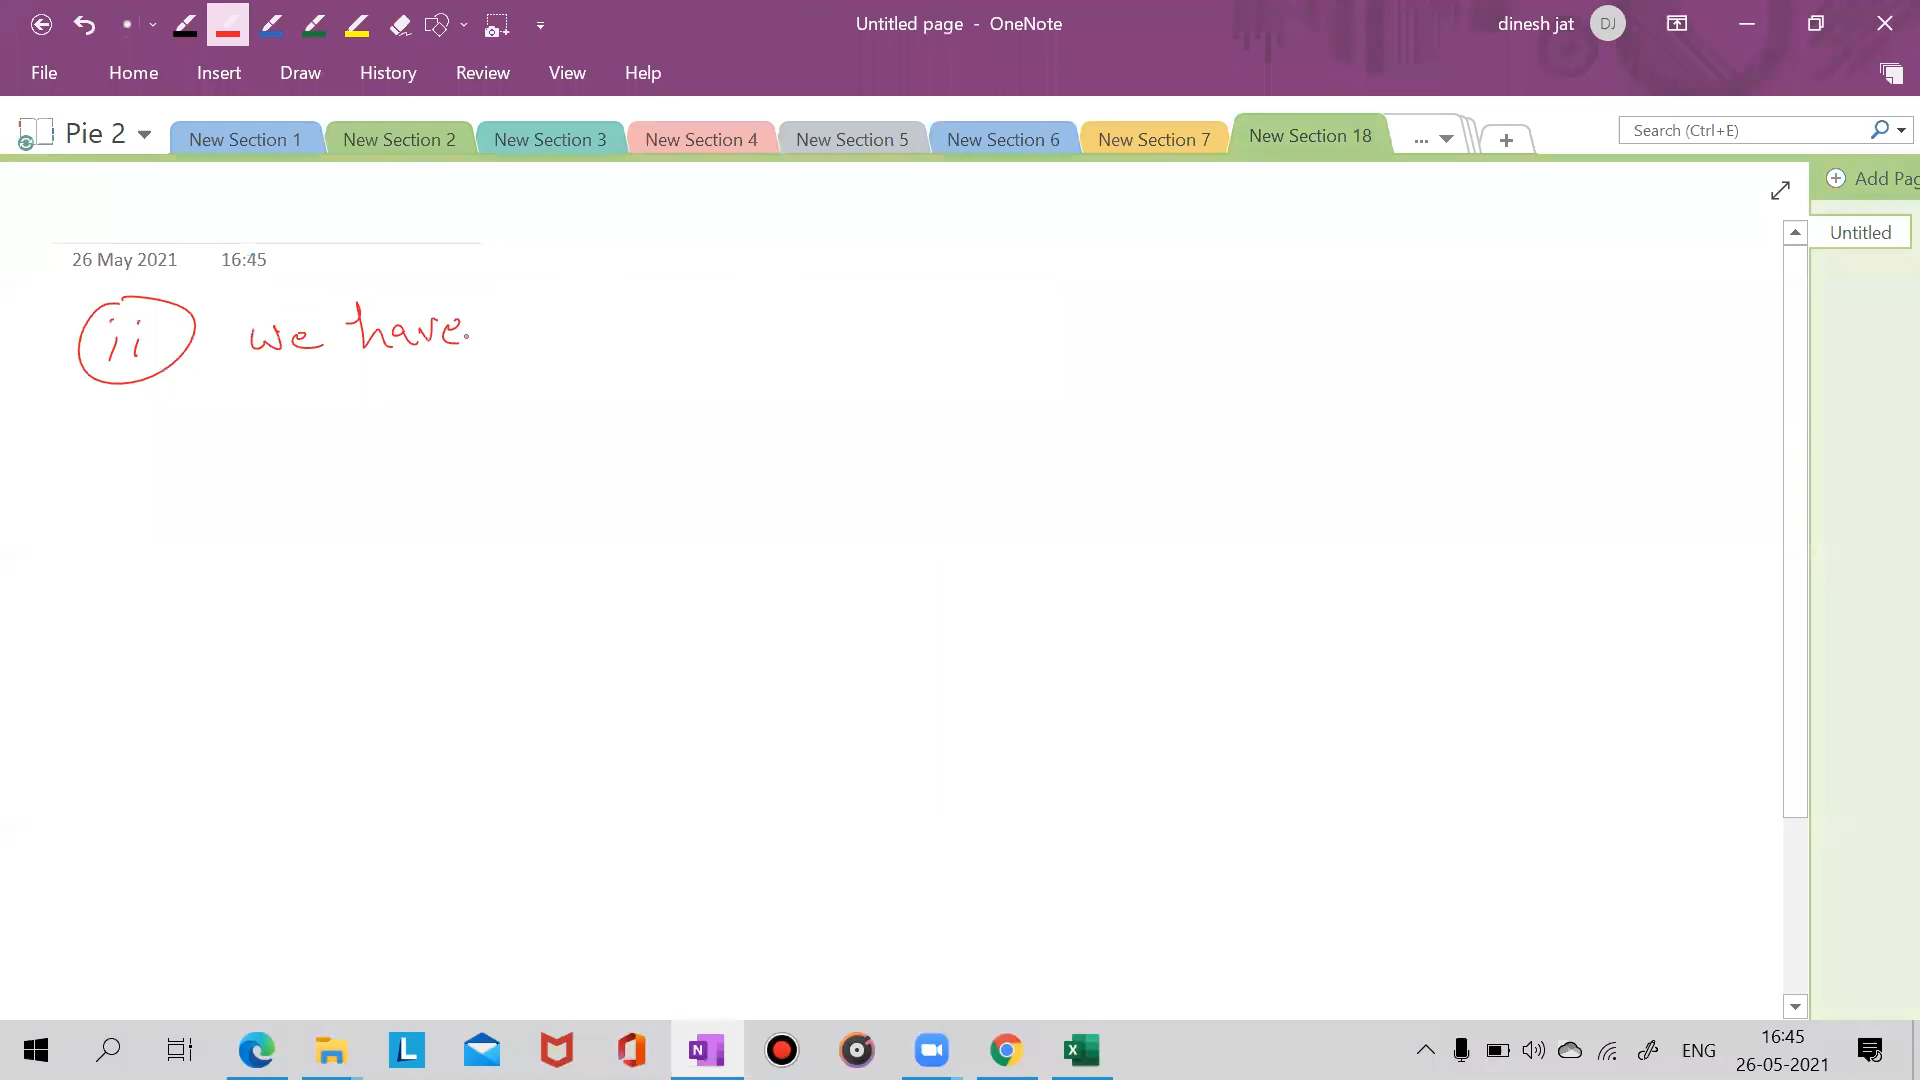 Untitled page - OneNote
dinesh jat
DJ
File Home Insert Draw History Review View Help
Pie 2
New Section 1
New Section 2
New Section 3
New Section 4
New Section 5
New Section 6
New Section 7
New Section 18
...
Search (Ctrl+E)
Add Pag
Untitled
26 May 2021 16:45
ii we have
L
N
X
ENG
16:45
26-05-2021